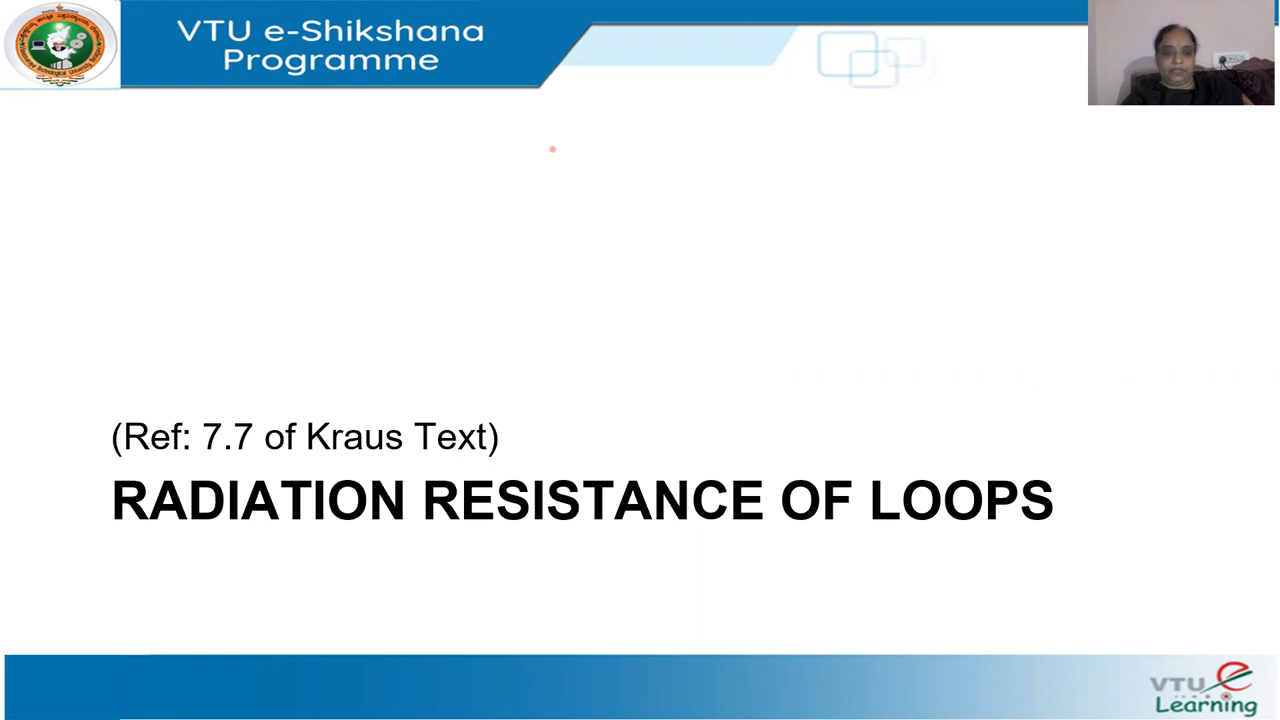 VTU e-Shikshana
Programme
(Ref: 7.7 of Kraus Text)
RADIATION RESISTANCE OF LOOPS
VTU e
Learning